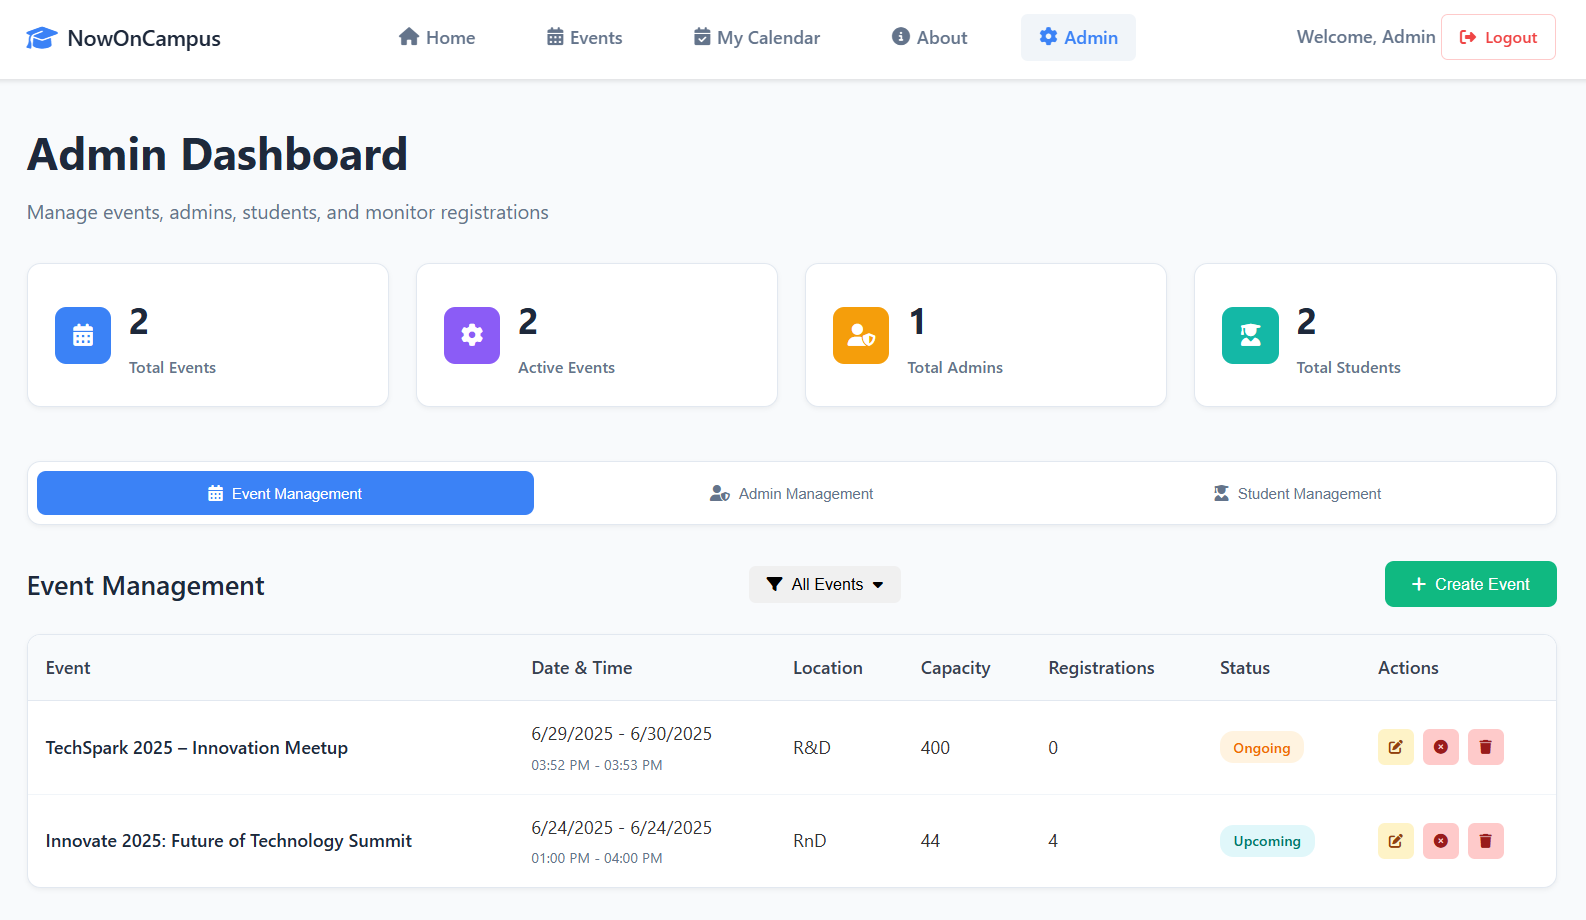 NowOnCampus
Home
Events
My Calendar
About
Admin
Welcome, Admin
Logout
Admin Dashboard
Manage events, admins, students, and monitor registrations
2
Total Events
2
Active Events
1
Total Admins
2
Total Students
Event Management
Admin Management
Student Management
Event Management
All Events
Create Event
Event Date & Time Location Capacity Registrations Status Actions
TechSpark 2025 – Innovation Meetup 6/29/2025 - 6/30/2025 R&D 400 0 Ongoing
03:52 PM - 03:53 PM
Innovate 2025: Future of Technology Summit 6/24/2025 - 6/24/2025 RnD 44 4 Upcoming
01:00 PM - 04:00 PM